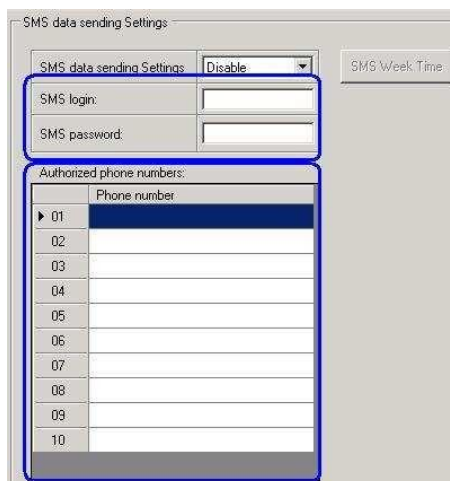 SMS data sending Settings
SMS data sending Settings Disable SMS Week Time
SMS login:
SMS password:
Authorized phone numbers:
Phone number
01
02
03
04
05
06
07
08
09
10